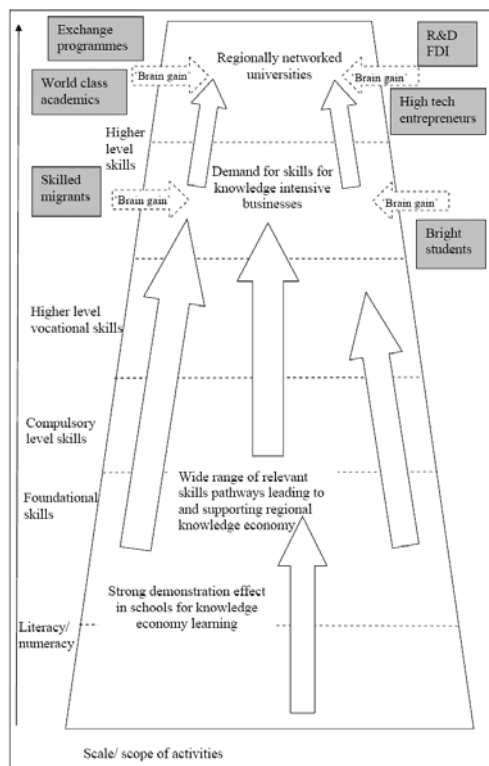 Exchange
programmes
R&D
FDI
Regionally networked
universities
'Brain gain'
'Brain gain'
World class
academics
High tech
entrepreneurs
Higher
level
skills
Demand for skills for
knowledge intensive
businesses
Skilled
migrants
'Brain gain'
'Brain gain'
Bright
students
Higher level
vocational skills
Compulsory
level skills
Wide range of relevant
skills pathways leading to
and supporting regional
knowledge economy
Foundational
skills
Strong demonstration effect
in schools for knowledge
economy learning
Literacy/
numeracy
Scale/ scope of activities